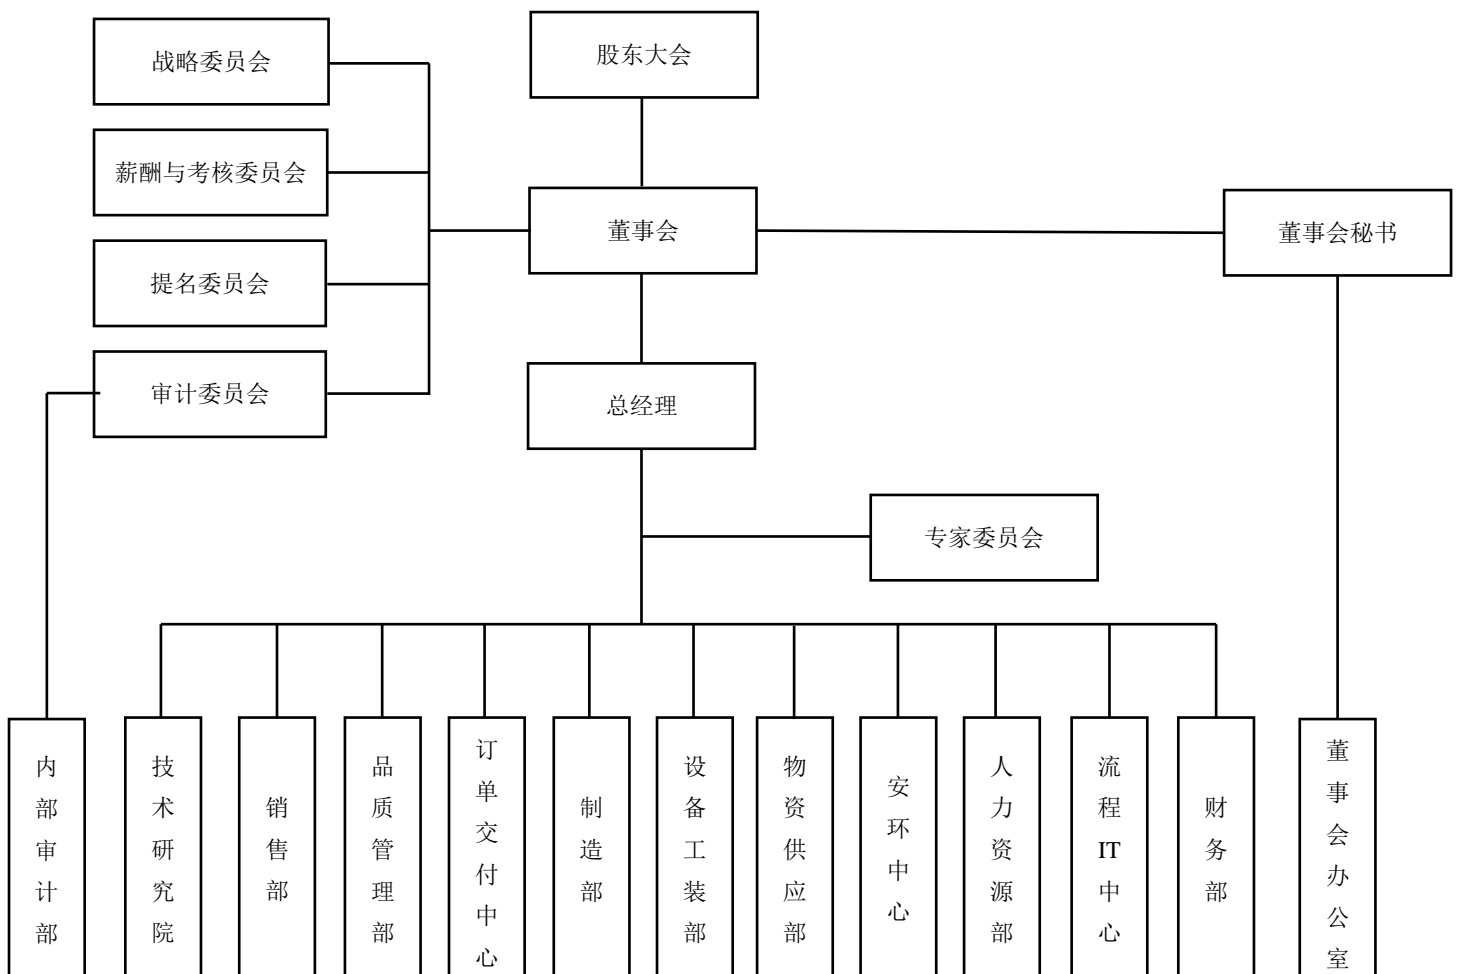 战略委员会
股东大会
薪酬与考核委员会
董事会
董事会秘书
提名委员会
审计委员会
总经理
专家委员会
内部审计部
技术研究院
销售部
品质管理部
订单交付中心
制造部
设备工装部
物资供应部
安环中心
人力资源部
流程IT中心
财务部
董事会办公室